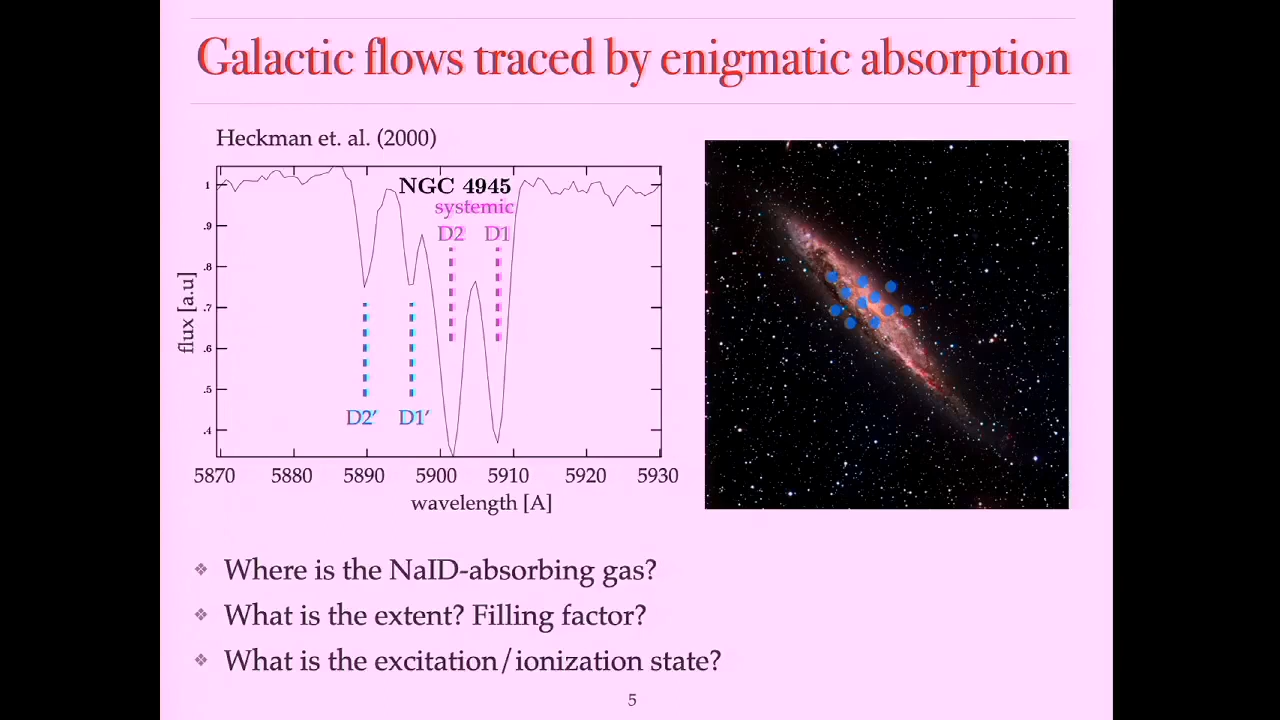 Galactic flows traced by enigmatic absorption
Heckman et. al. (2000)
NGC 4945
systemic
D2 D1
1
.9
.8
.7
.6
.5
.4
flux [a.u]
D2′ D1′
5870 5880 5890 5900 5910 5920 5930
wavelength [A]
❖ Where is the NaID-absorbing gas?
❖ What is the extent? Filling factor?
❖ What is the excitation/ionization state?
5